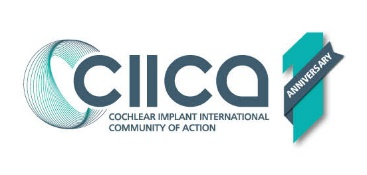 ciica
COCHLEAR IMPLANT INTERNATIONAL
COMMUNITY OF ACTION
1
ANNIVERSARY